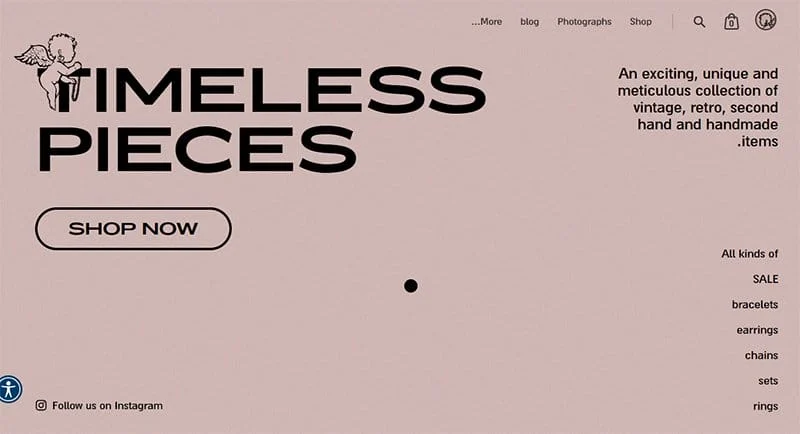 ...More
blog
Photographs
Shop
0
TIMELESS
PIECES
An exciting, unique and
meticulous collection of
vintage, retro, second
hand and handmade
.items
SHOP NOW
All kinds of
SALE
bracelets
earrings
chains
sets
rings
Follow us on Instagram